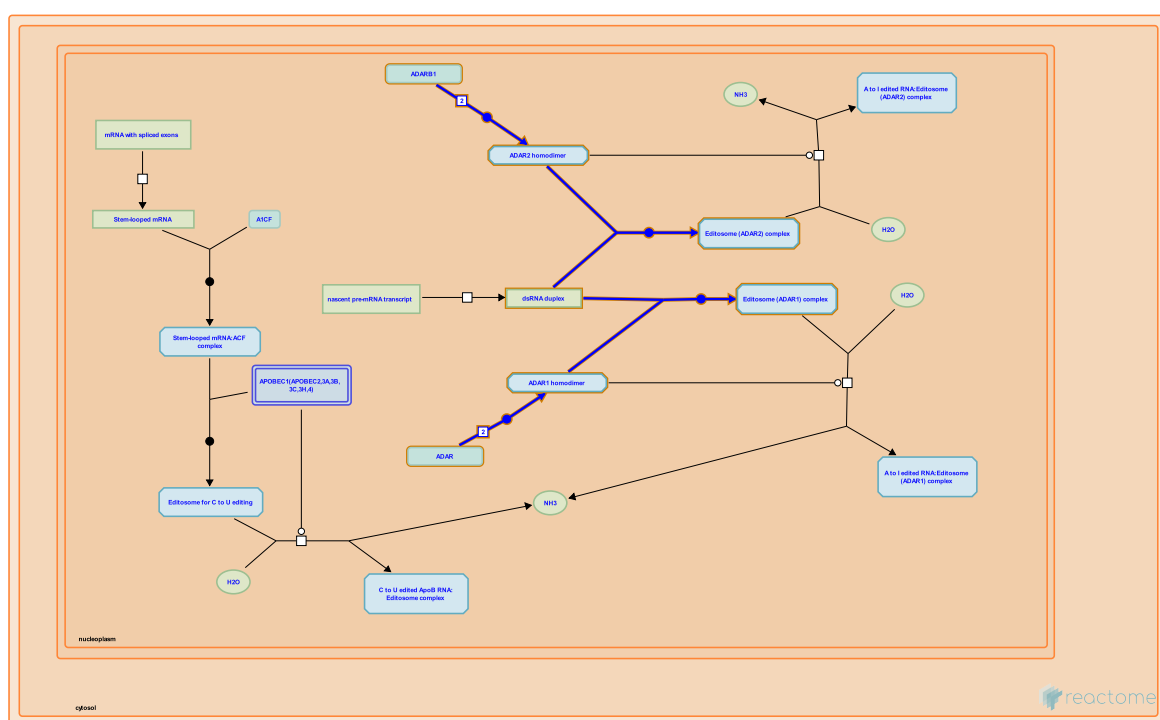 ADARB1
2
NH3
A to I edited RNA:Editosome
(ADAR2) complex
mRNA with spliced exons
ADAR2 homodimer
Stem-looped mRNA
A1CF
Editosome (ADAR2) complex
H2O
nascent pre-mRNA transcript
dsRNA duplex
Editosome (ADAR1) complex
H2O
Stem-looped mRNA:ACF
complex
APOBEC1(APOBEC2,3A,3B,
3C,3H,4)
ADAR1 homodimer
2
ADAR
A to I edited RNA:Editosome
(ADAR1) complex
Editosome for C to U editing
NH3
H2O
C to U edited ApoB RNA:
Editosome complex
nucleoplasm
cytosol
reactome